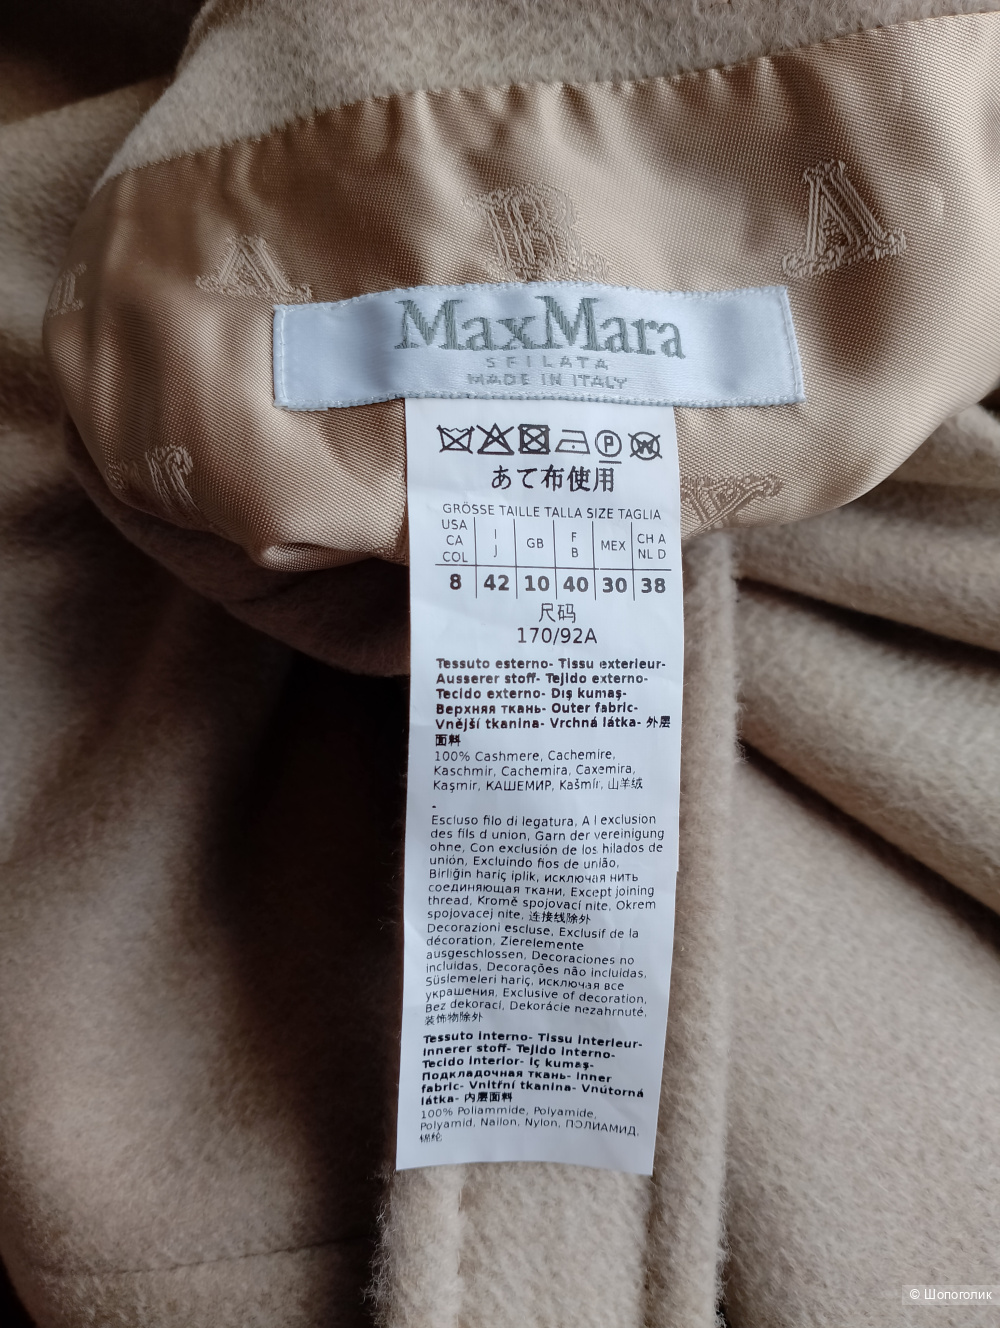 A B A
MaxMara
SFILATA
MADE IN ITALY
P W
あて布使用
GRÖSSE TAILLE TALLA SIZE TAGLIA
USA CA COL I J GB F B MEX CH A NL D
8 42 10 40 30 38
尺码
170/92A
Tessuto esterno- Tissu exterieur-
Ausserer stoff- Tejido externo-
Tecido externo- Dış kumaş-
Верхняя ткань- Outer fabric-
Vnější tkanina- Vrchná látka- 外层
面料
100% Cashmere, Cachemire,
Kaschmir, Cachemira, Caxemira,
Kaşmir, КАШЕМИР, Kašmír, 山羊绒
-
Escluso filo di legatura, A l exclusion
des fils d union, Garn der vereinigung
ohne, Con exclusión de los hilados de
unión, Excluindo fios de união,
Birliğin hariç iplik, исключая нить
соединяющая ткани, Except joining
thread, Kromě spojovací nite, Okrem
spojovacej nite, 连接线除外
Decorazioni escluse, Exclusif de la
décoration, Zierelemente
ausgeschlossen, Decoraciones no
incluidas, Decorações não incluídas,
Süslemeleri hariç, исключая все
украшения, Exclusive of decoration,
Bez dekorací, Dekorácie nezahrnuté,
装饰物除外
Tessuto interno- Tissu interieur-
Innerer stoff- Tejido interno-
Tecido interior- İç kumaş-
Подкладочная ткань- Inner
fabric- Vnitřní tkanina- Vnútorná
látka- 内层面料
100% Poliammide, Polyamide,
Polyamid, Nailon, Nylon, ПОЛИАМИД,
锦纶
© Шопоголик